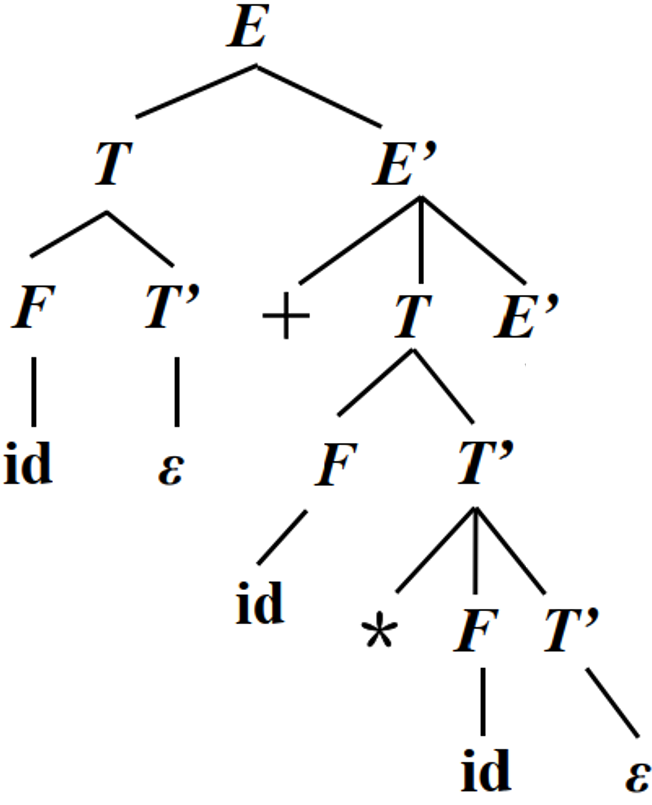 E
T E’
F T’ + T E’
id ε F T’
id * F T’
id ε